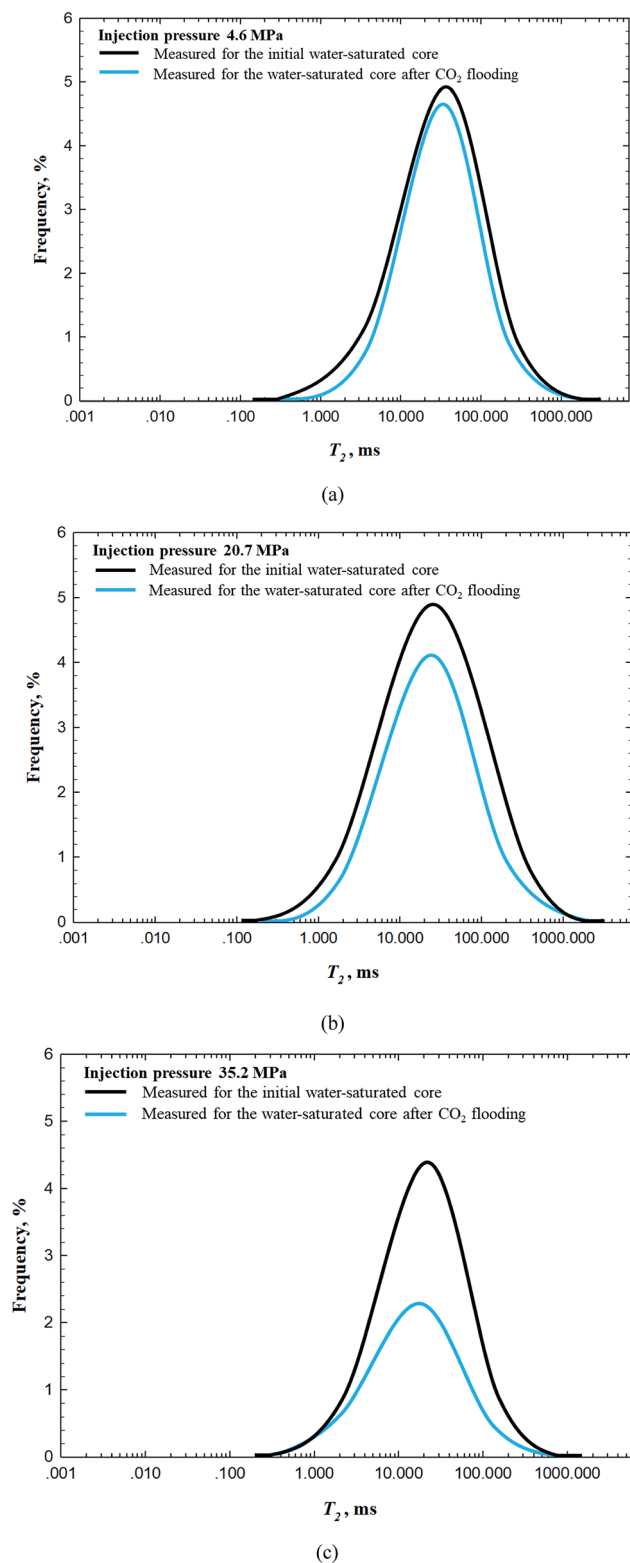 Injection pressure 4.6 MPa
Measured for the initial water-saturated core
Measured for the water-saturated core after CO₂ flooding
Frequency, %
6
5
4
3
2
1
0
.001 .010 .100 1.000 10.000 100.000 1000.000
T₂, ms
(a)
Injection pressure 20.7 MPa
Measured for the initial water-saturated core
Measured for the water-saturated core after CO₂ flooding
Frequency, %
6
5
4
3
2
1
0
.001 .010 .100 1.000 10.000 100.000 1000.000
T₂, ms
(b)
Injection pressure 35.2 MPa
Measured for the initial water-saturated core
Measured for the water-saturated core after CO₂ flooding
Frequency, %
6
5
4
3
2
1
0
.001 .010 .100 1.000 10.000 100.000 1000.000
T₂, ms
(c)